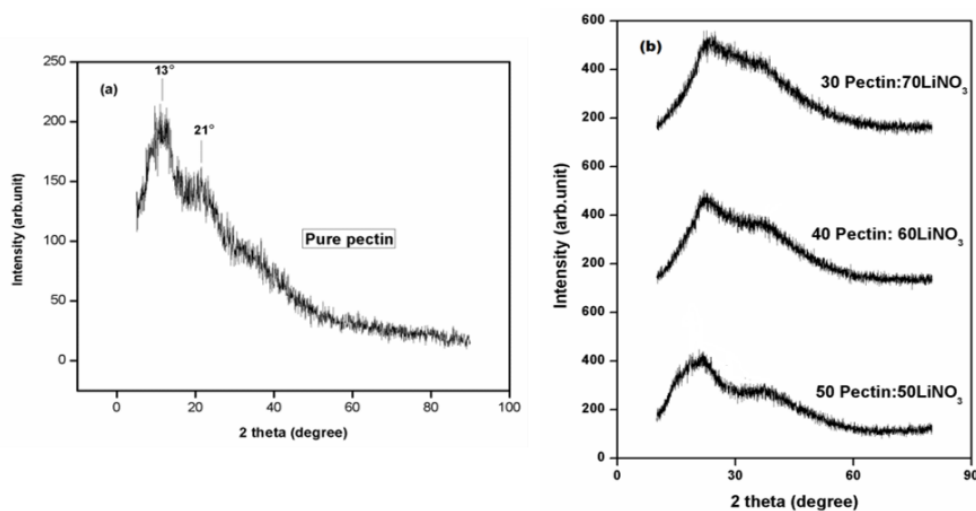 (a)
13°
21°
Pure pectin
250
200
150
100
50
0
0 20 40 60 80 100
Intensity (arb.unit)
2 theta (degree)
(b)
30 Pectin:70LiNO₃
40 Pectin: 60LiNO₃
50 Pectin:50LiNO₃
600
400
200
600
400
200
600
400
200
0
0 30 60 90
Intensity (arb.unit)
2 theta (degree)